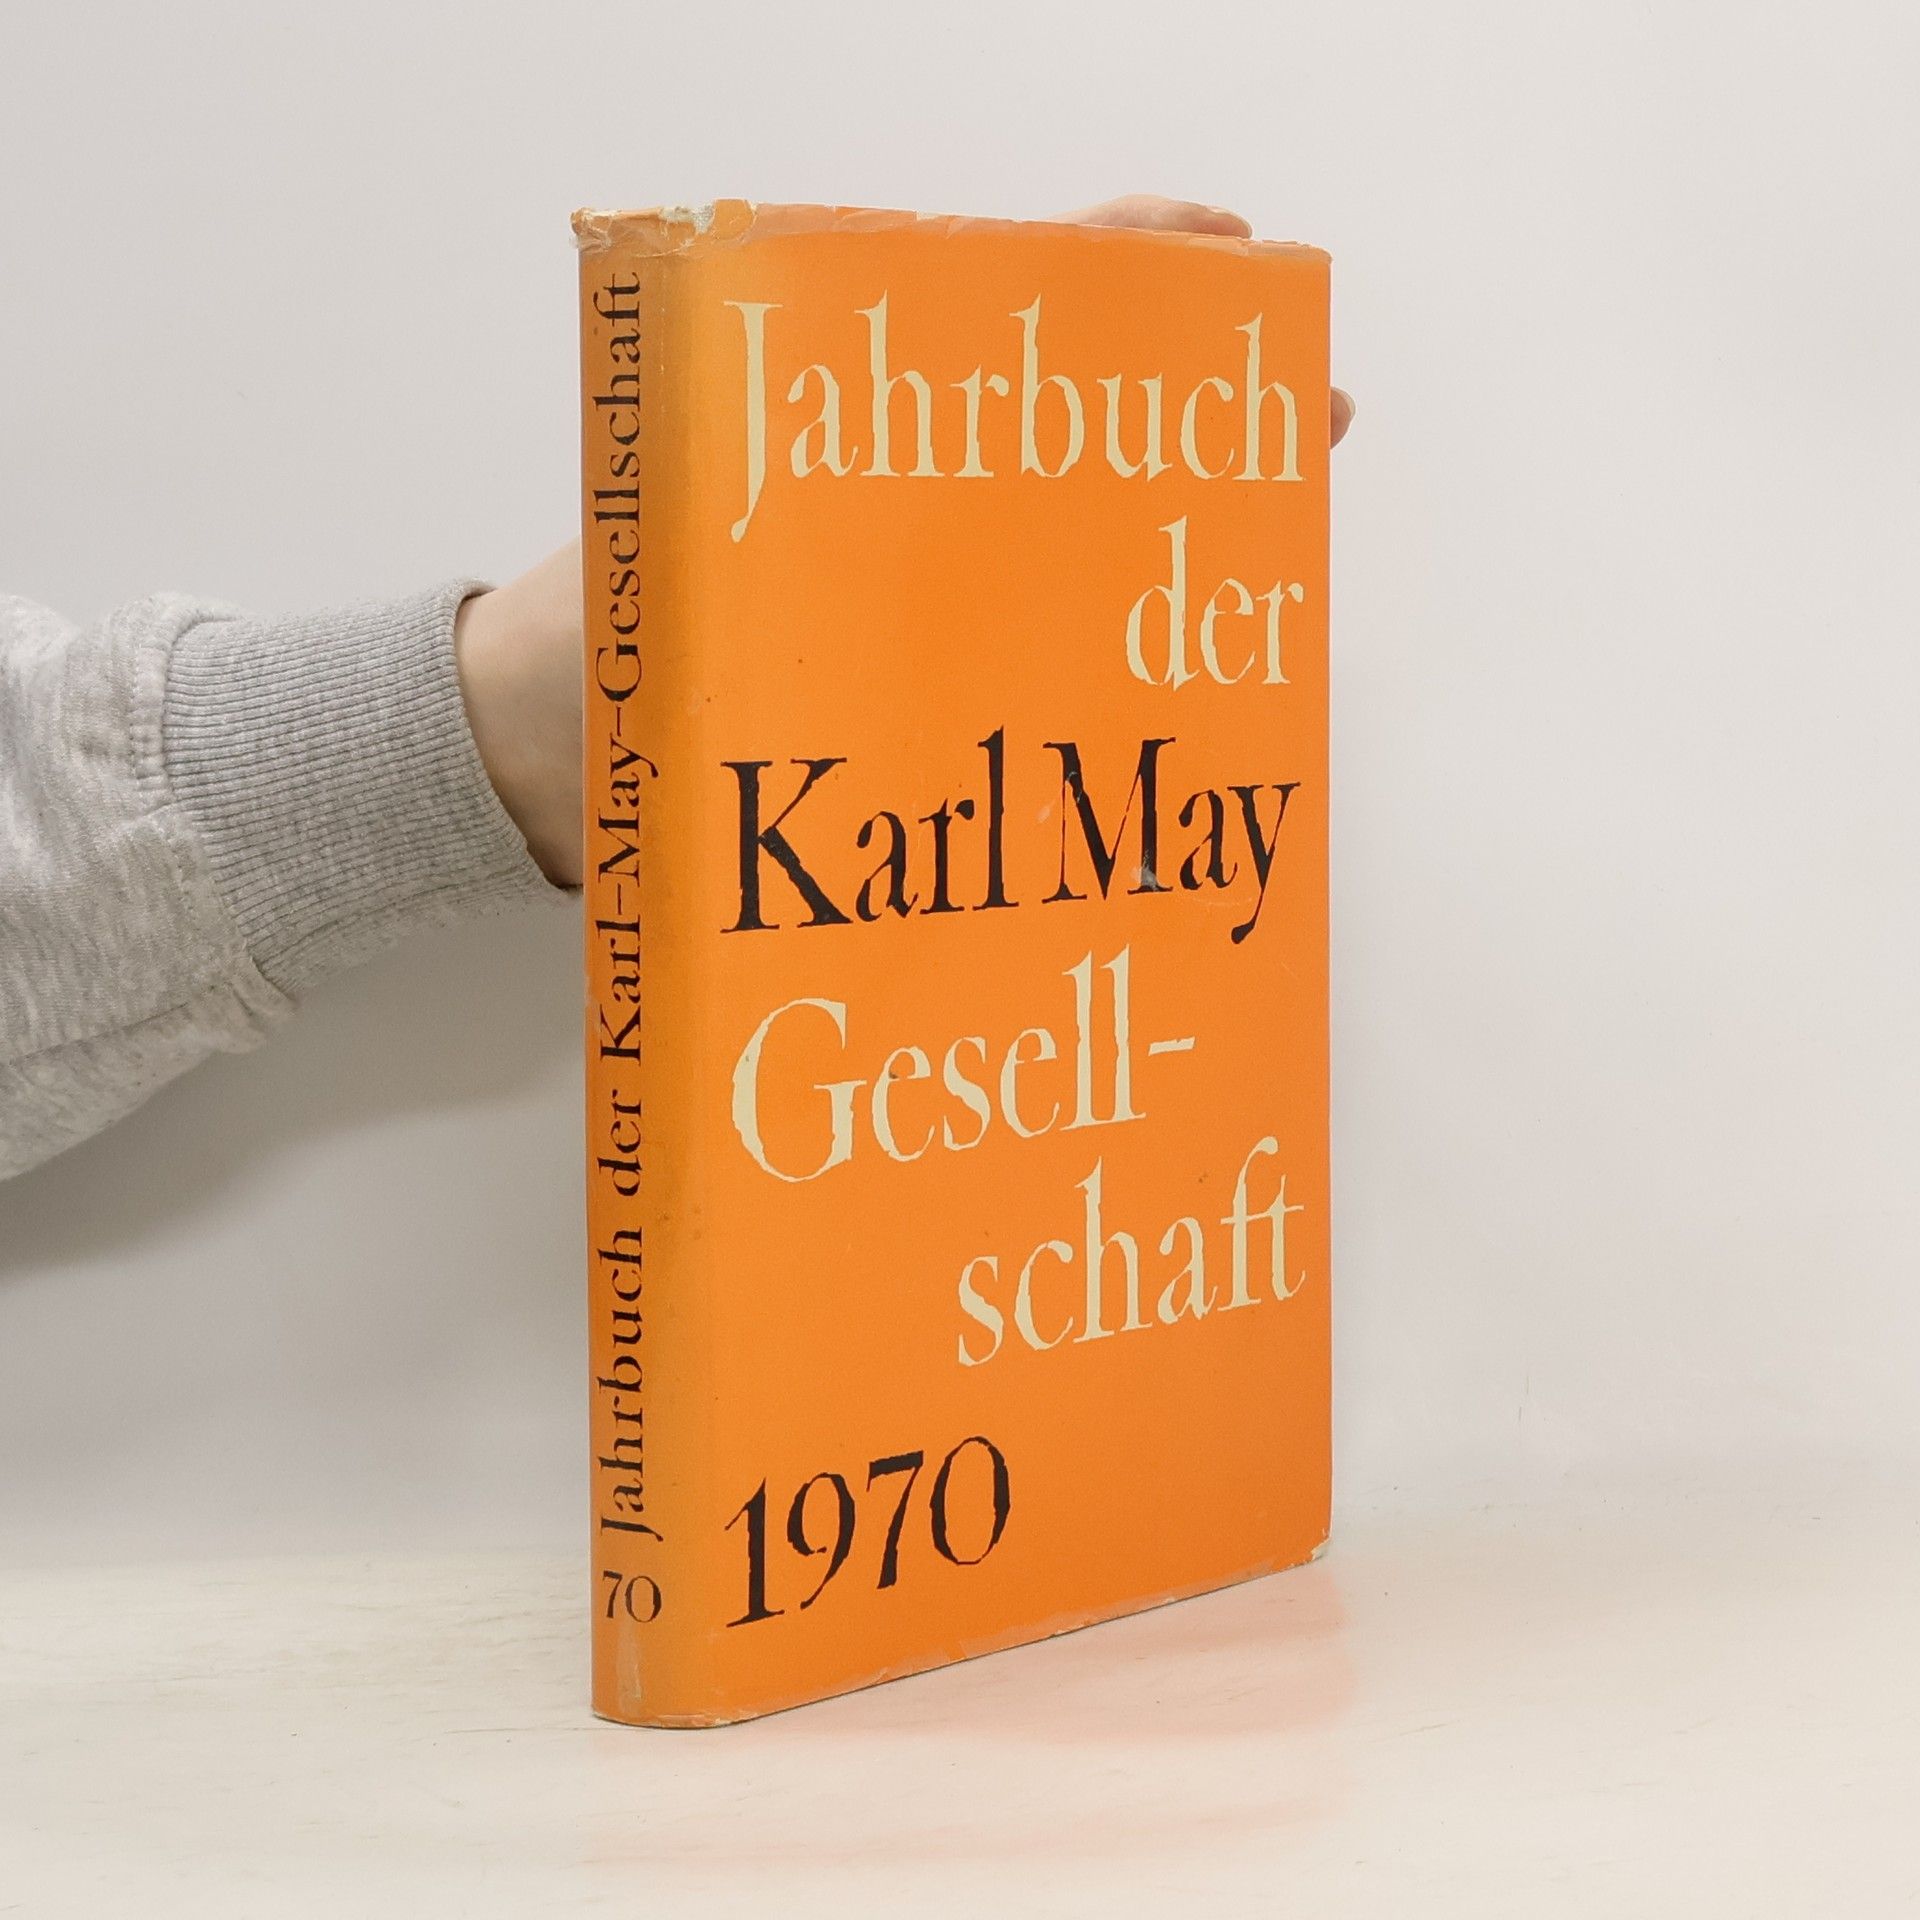 Jahrbuch
der
Karl May
Gesell-
schaft
1970
70 Jahrbuch der Karl-May-Gesellschaft